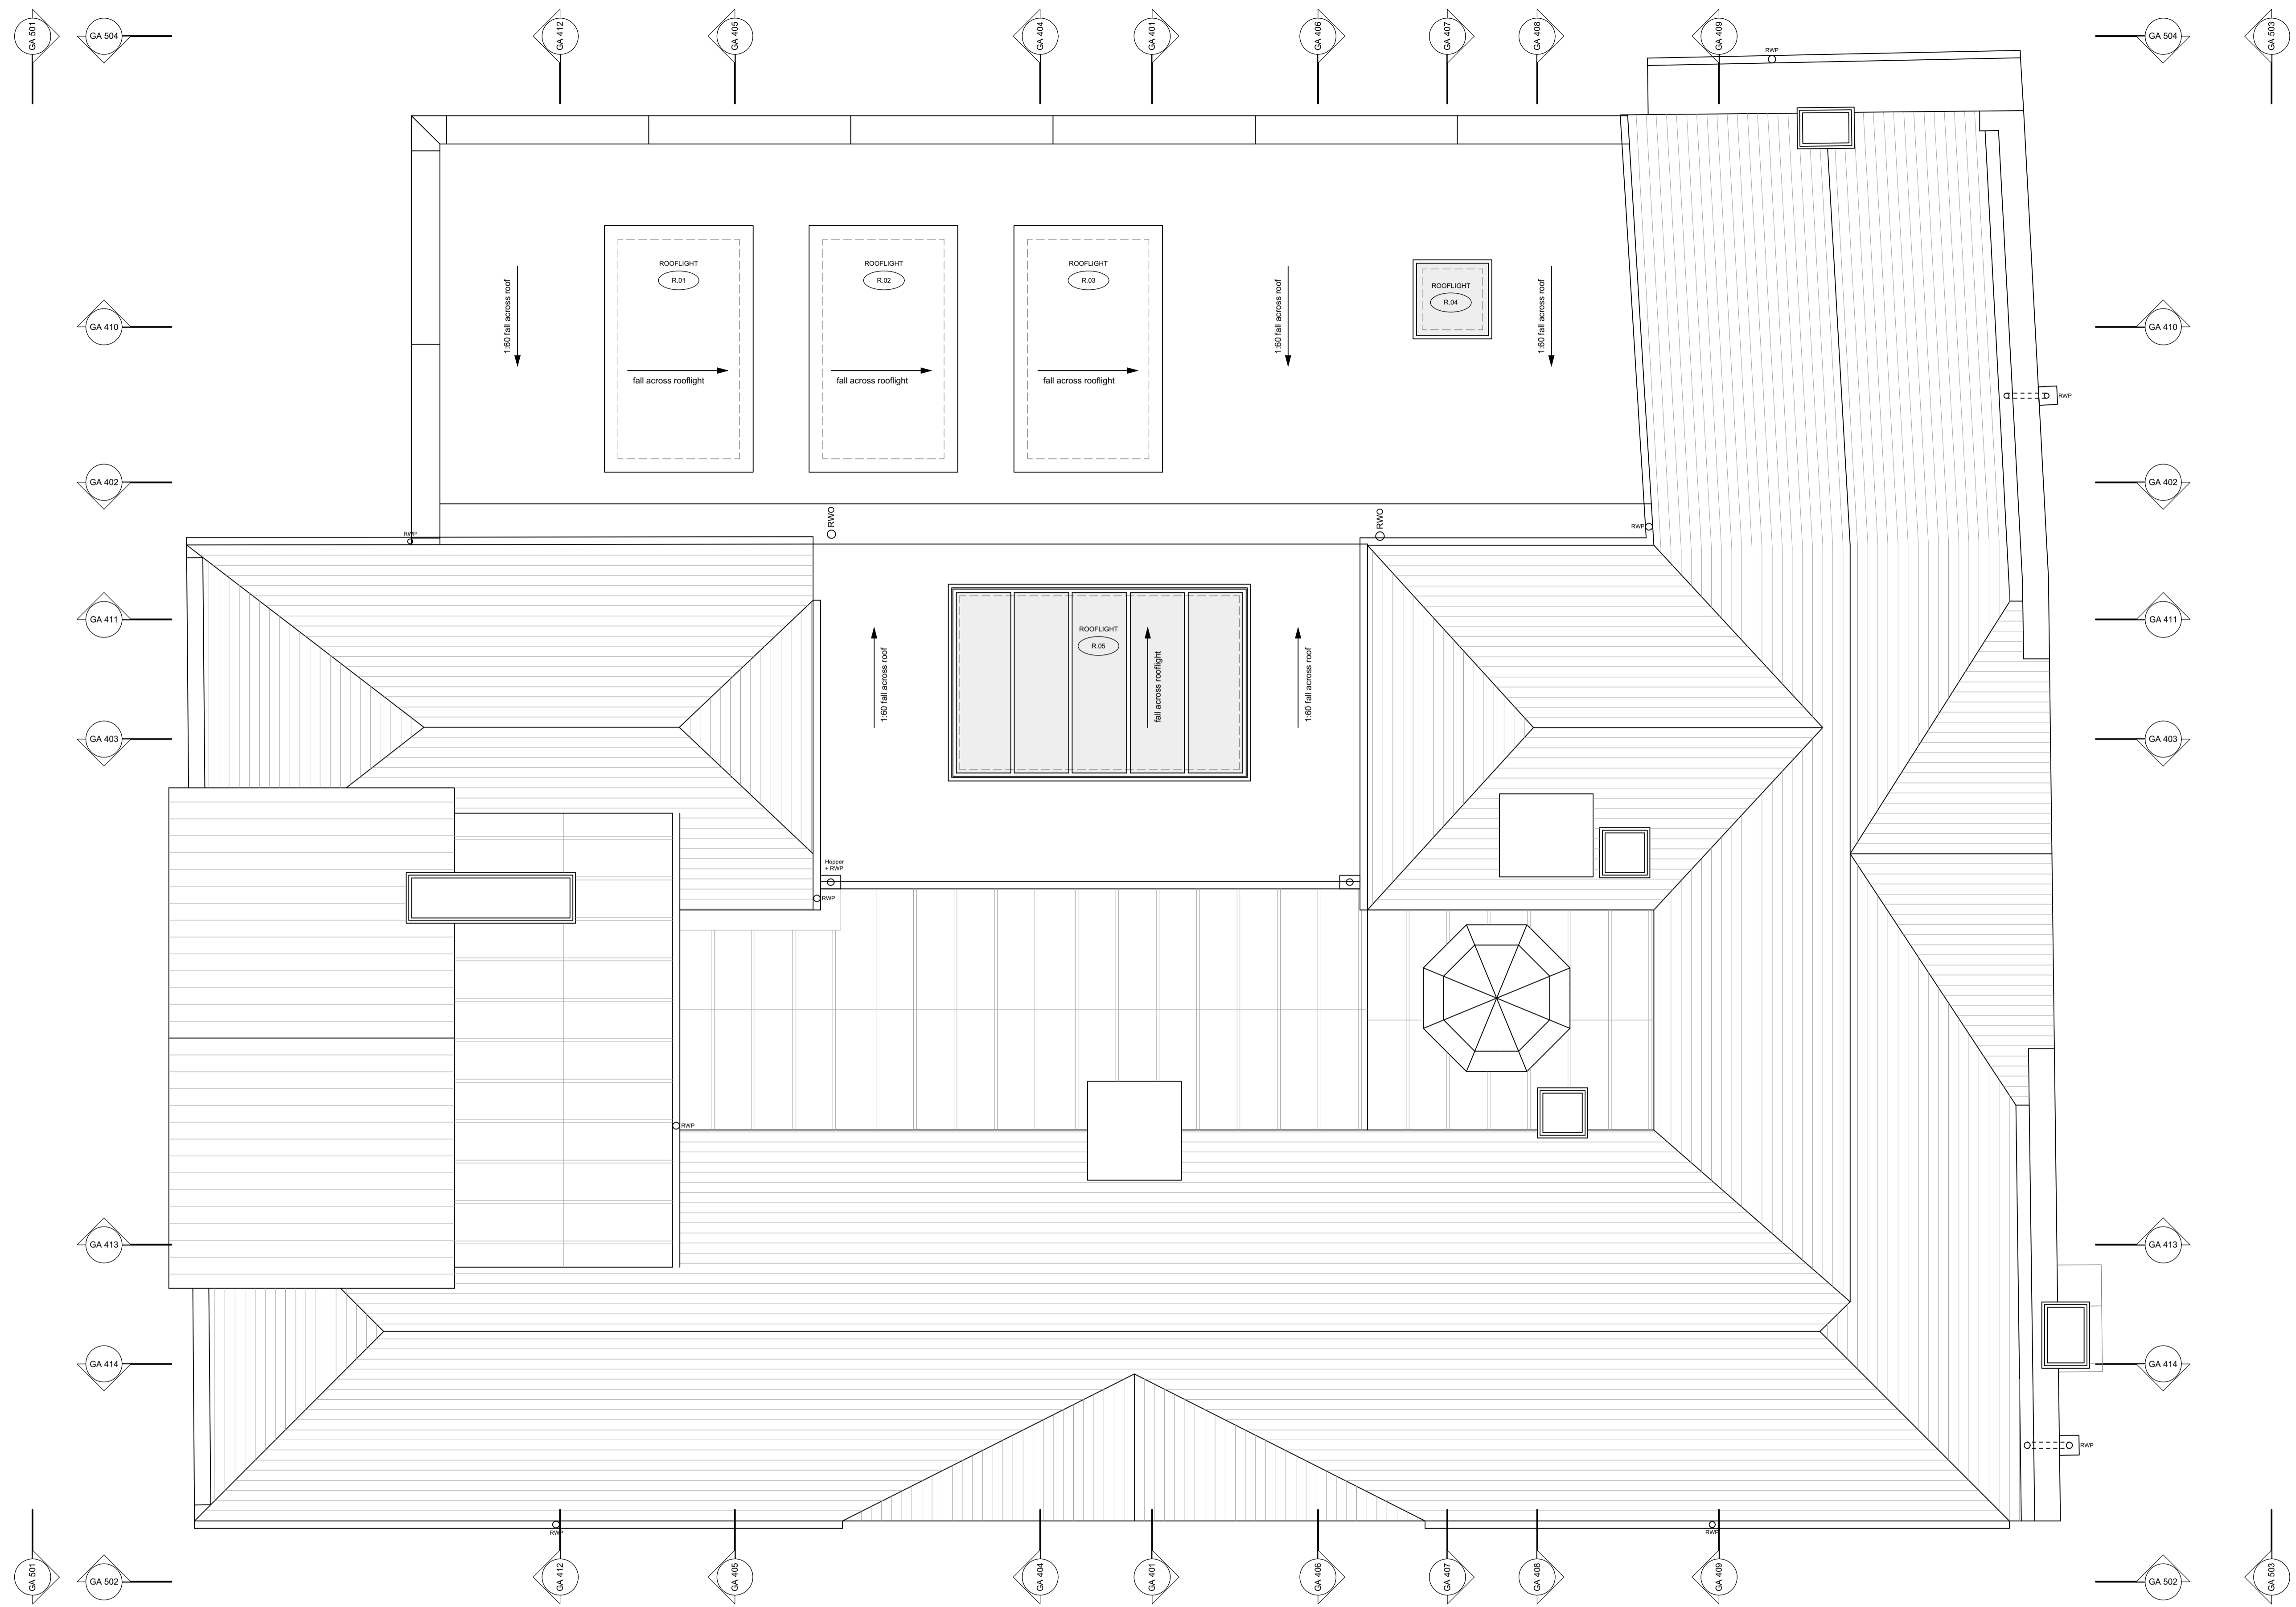 GA 501
GA 504
GA 412
GA 405
GA 404
GA 401
GA 406
GA 407
GA 408
GA 409
GA 504
GA 503
RWP
ROOFLIGHT
R.01
ROOFLIGHT
R.02
ROOFLIGHT
R.03
ROOFLIGHT
R.04
1:60 fall across roof
1:60 fall across roof
1:60 fall across roof
GA 410
GA 410
fall across rooflight
fall across rooflight
fall across rooflight
RWP
GA 402
GA 402
RWP
RWO
RWO
RWP
GA 411
GA 411
ROOFLIGHT
R.05
1:60 fall across roof
fall across rooflight
1:60 fall across roof
GA 403
GA 403
Hopper
+ RWP
RWP
RWP
GA 413
GA 413
GA 414
GA 414
RWP
RWP
RWP
GA 501
GA 502
GA 412
GA 405
GA 404
GA 401
GA 406
GA 407
GA 408
GA 409
GA 502
GA 503